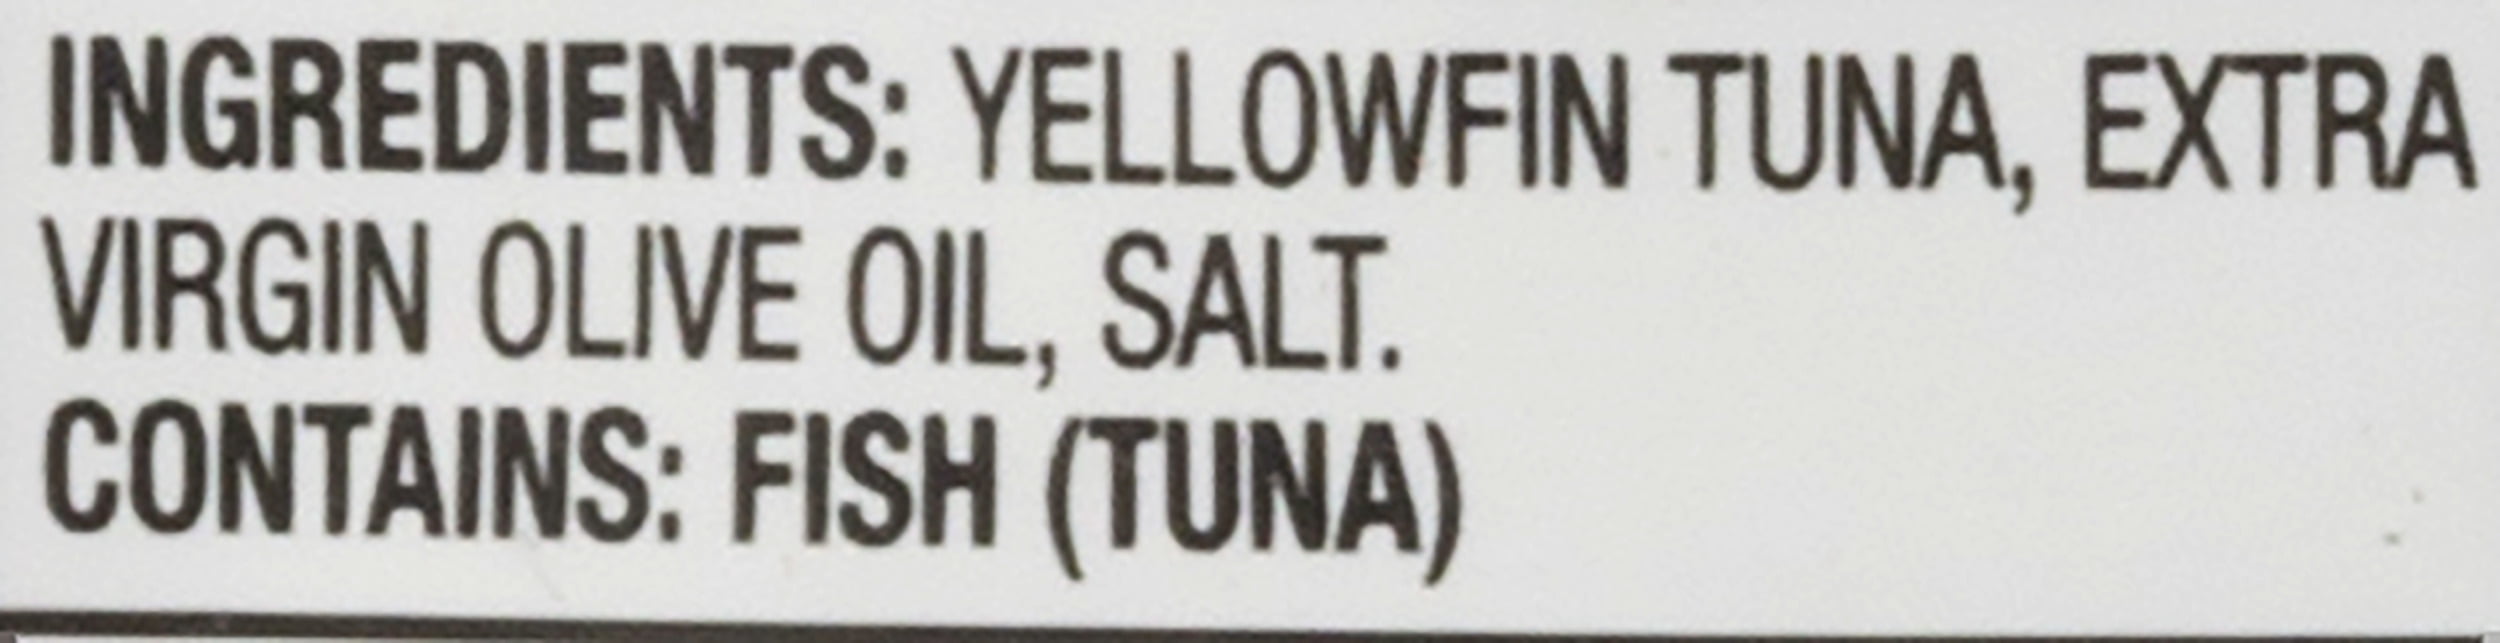 INGREDIENTS: YELLOWFIN TUNA, EXTRA
VIRGIN OLIVE OIL, SALT.
CONTAINS: FISH (TUNA)